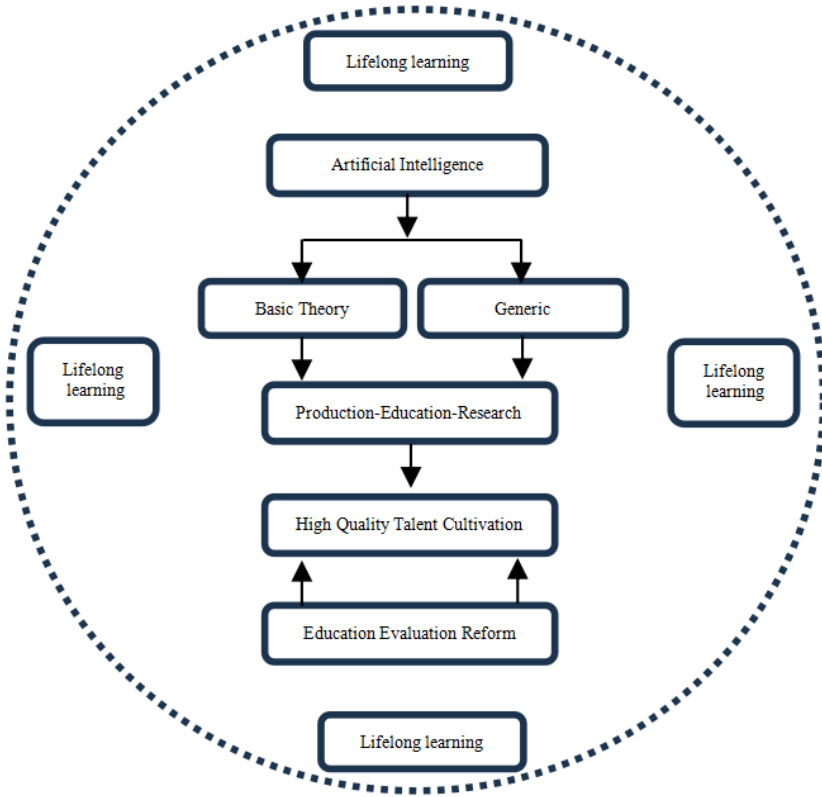 Lifelong learning
Artificial Intelligence
Basic Theory
Generic
Lifelong
learning
Lifelong
learning
Production-Education-Research
High Quality Talent Cultivation
Education Evaluation Reform
Lifelong learning